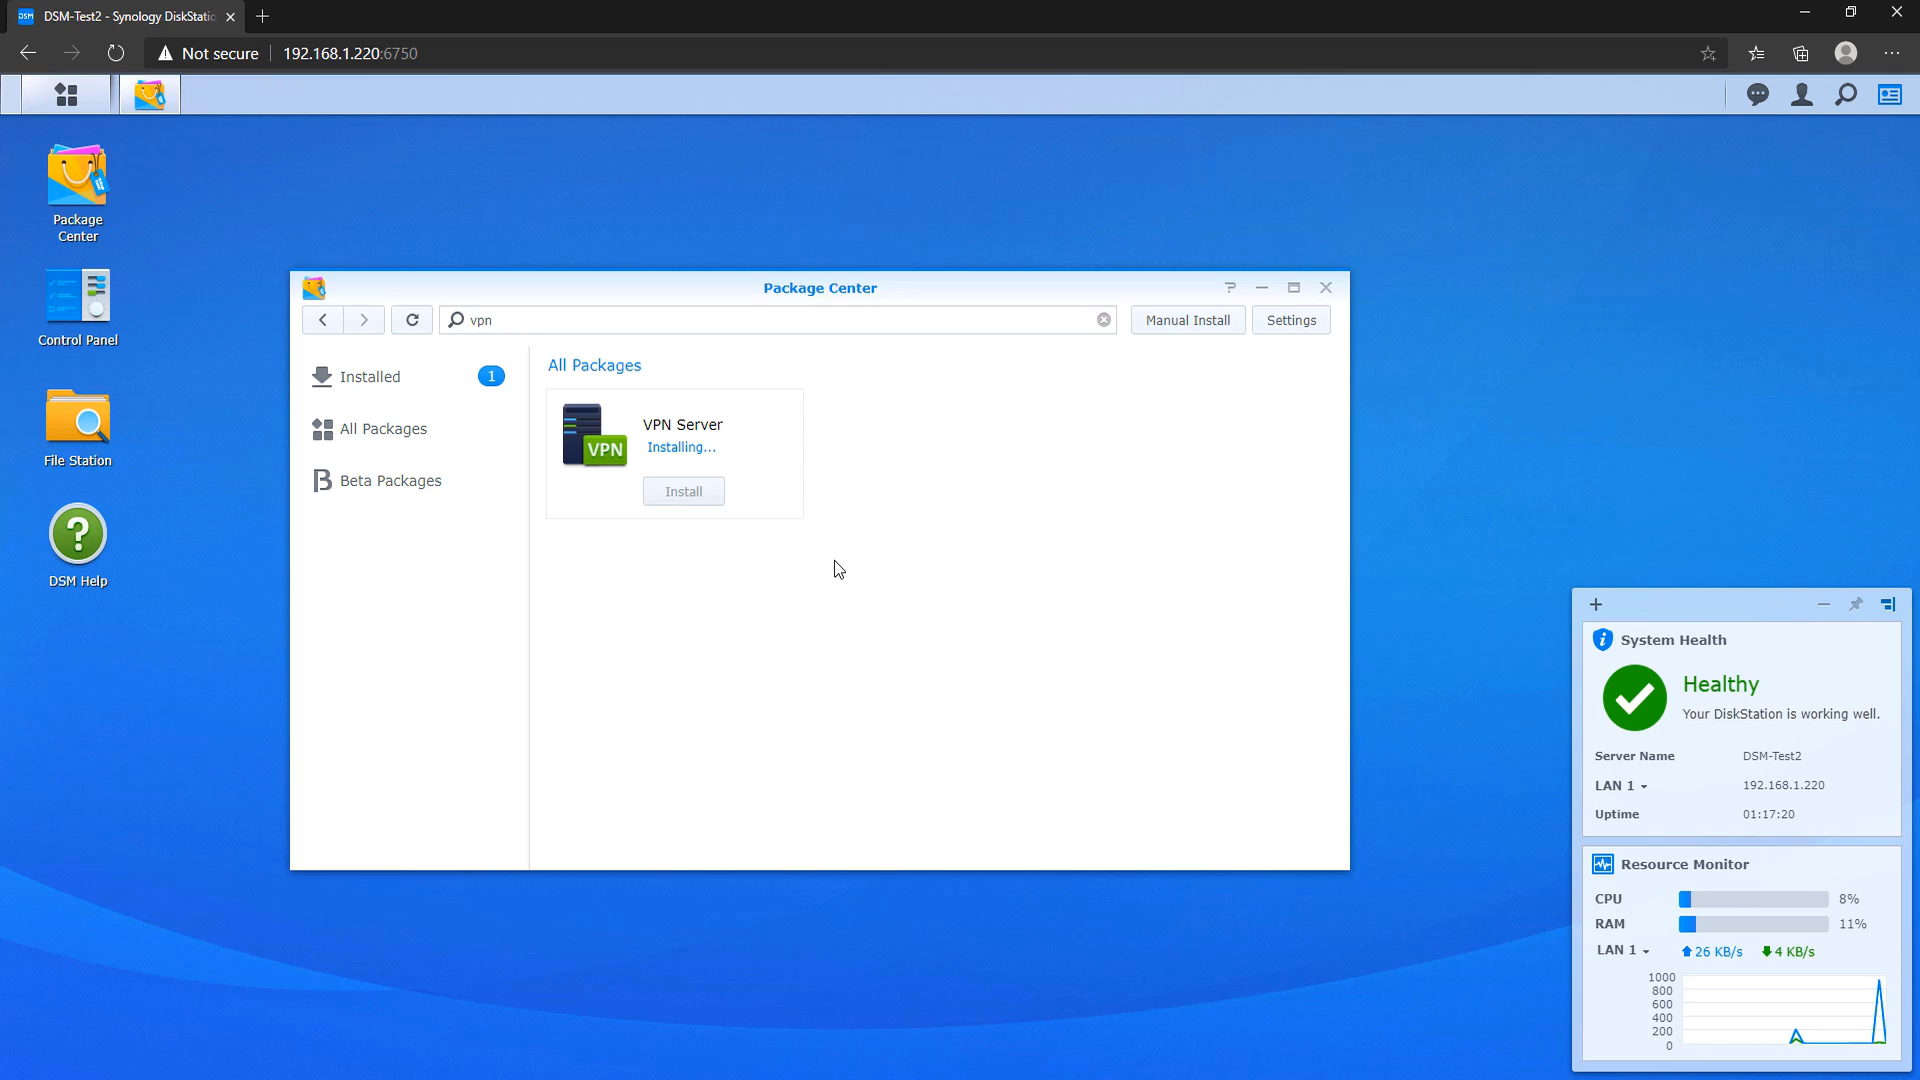 DSM-Test2 - Synology DiskStatio
Not secure
192.168.1.220:6750
Package
Center
Control Panel
File Station
DSM Help
Package Center
vpn
Manual Install
Settings
Installed
1
All Packages
Beta Packages
All Packages
VPN
VPN Server
Installing...
Install
System Health
Healthy
Your DiskStation is working well.
Server Name DSM-Test2
LAN 1 192.168.1.220
Uptime 01:17:20
Resource Monitor
CPU 8%
RAM 11%
LAN 1 26 KB/s 4 KB/s
1000
800
600
400
200
0